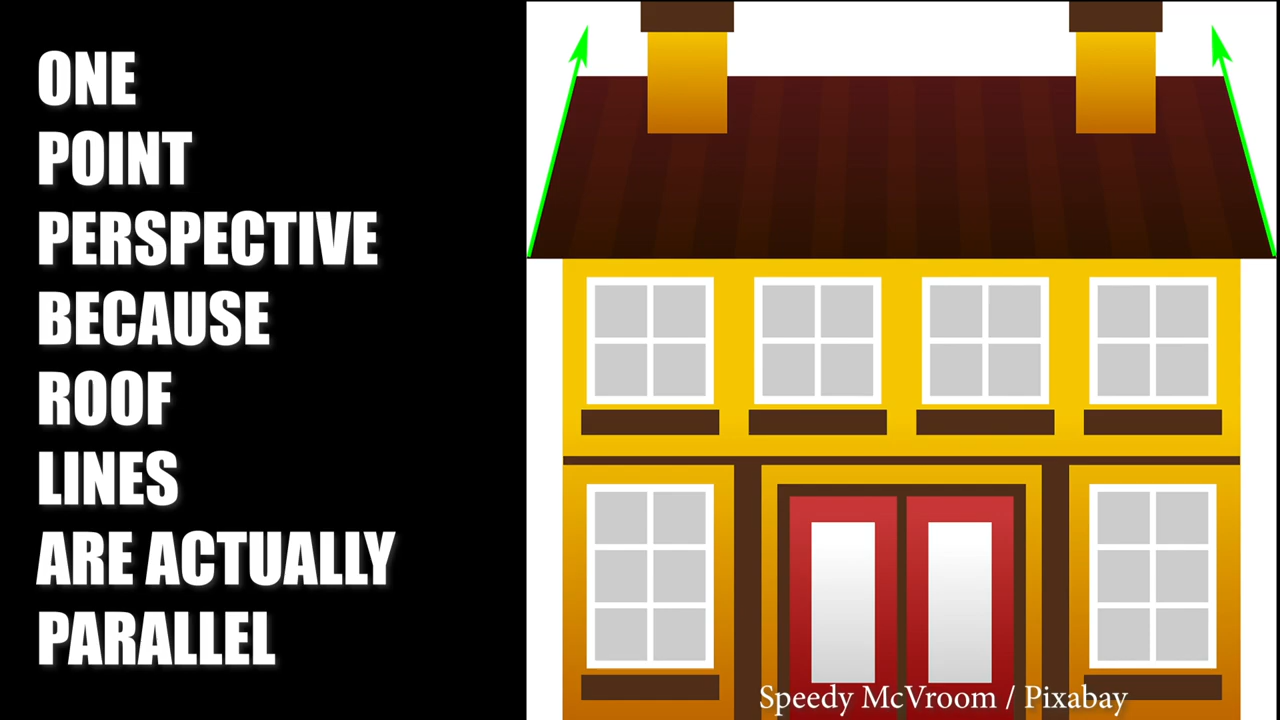 ONE
POINT
PERSPECTIVE
BECAUSE
ROOF
LINES
ARE ACTUALLY
PARALLEL
Speedy McVroom / Pixabay